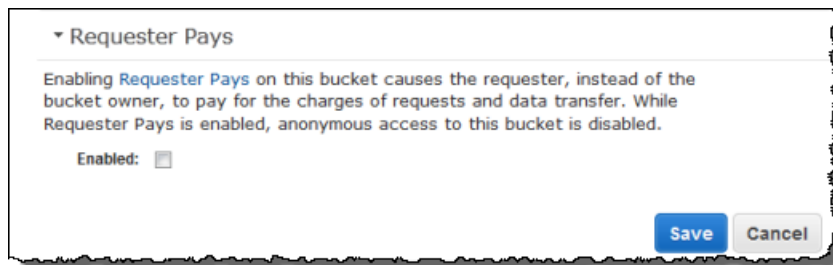 Requester Pays
Enabling Requester Pays on this bucket causes the requester, instead of the
bucket owner, to pay for the charges of requests and data transfer. While
Requester Pays is enabled, anonymous access to this bucket is disabled.
Enabled:
Save Cancel